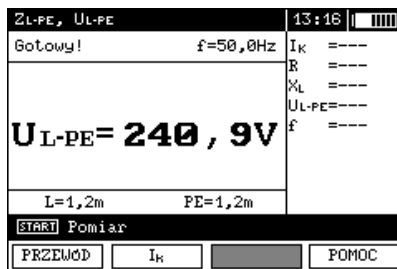 ZL-PE, UL-PE 13:16
Gotowy! f=50,0Hz
IK =---
R =---
XL =---
UL-PE=---
f =---
UL-PE= 240,9V
L=1,2m PE=1,2m
START Pomiar
PRZEWÓD IK POMOC